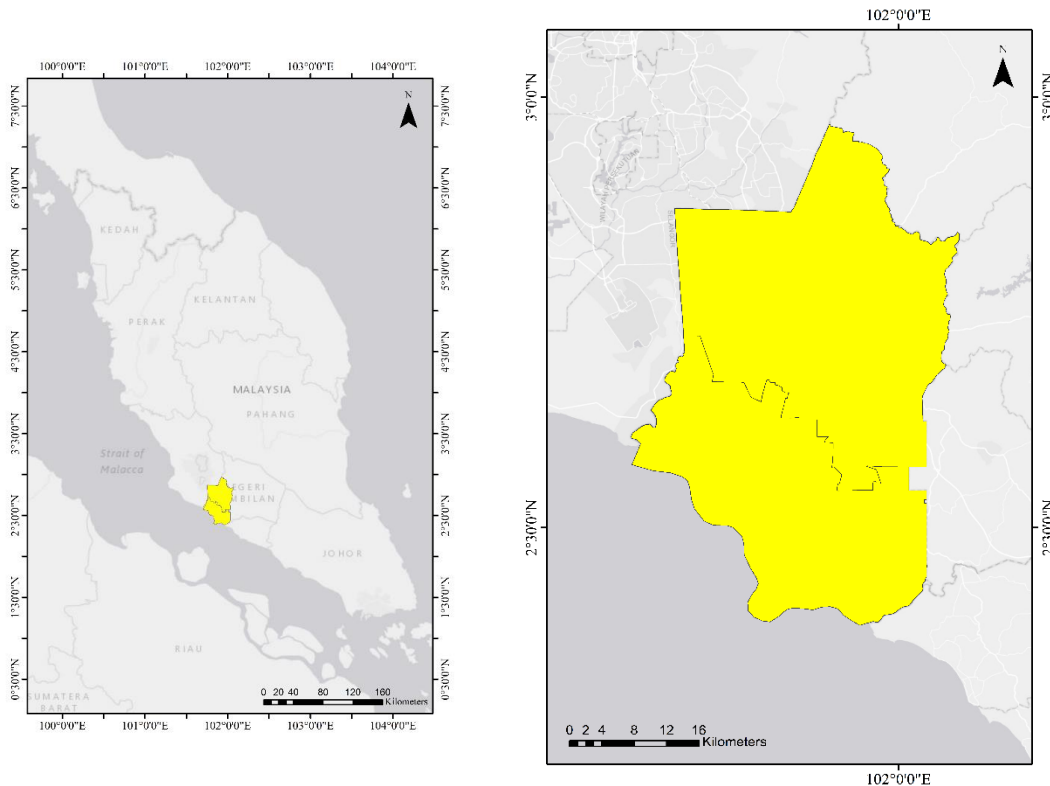 100°0'0"E 101°0'0"E 102°0'0"E 103°0'0"E 104°0'0"E
7°30'0"N
6°30'0"N
5°30'0"N
4°30'0"N
3°30'0"N
2°30'0"N
1°30'0"N
0°30'0"N
N
KEDAH
KELANTAN
PERAK
MALAYSIA
PAHANG
Strait of
Malacca
EGERI
MBILAN
JOHOR
RIAU
SUMATERA
BARAT
0 20 40 80 120 160
Kilometers
7°30'0"N
6°30'0"N
5°30'0"N
4°30'0"N
3°30'0"N
2°30'0"N
1°30'0"N
0°30'0"N
100°0'0"E 101°0'0"E 102°0'0"E 103°0'0"E 104°0'0"E
102°0'0"E
3°0'0"N
N
2°30'0"N
0 2 4 8 12 16
Kilometers
102°0'0"E